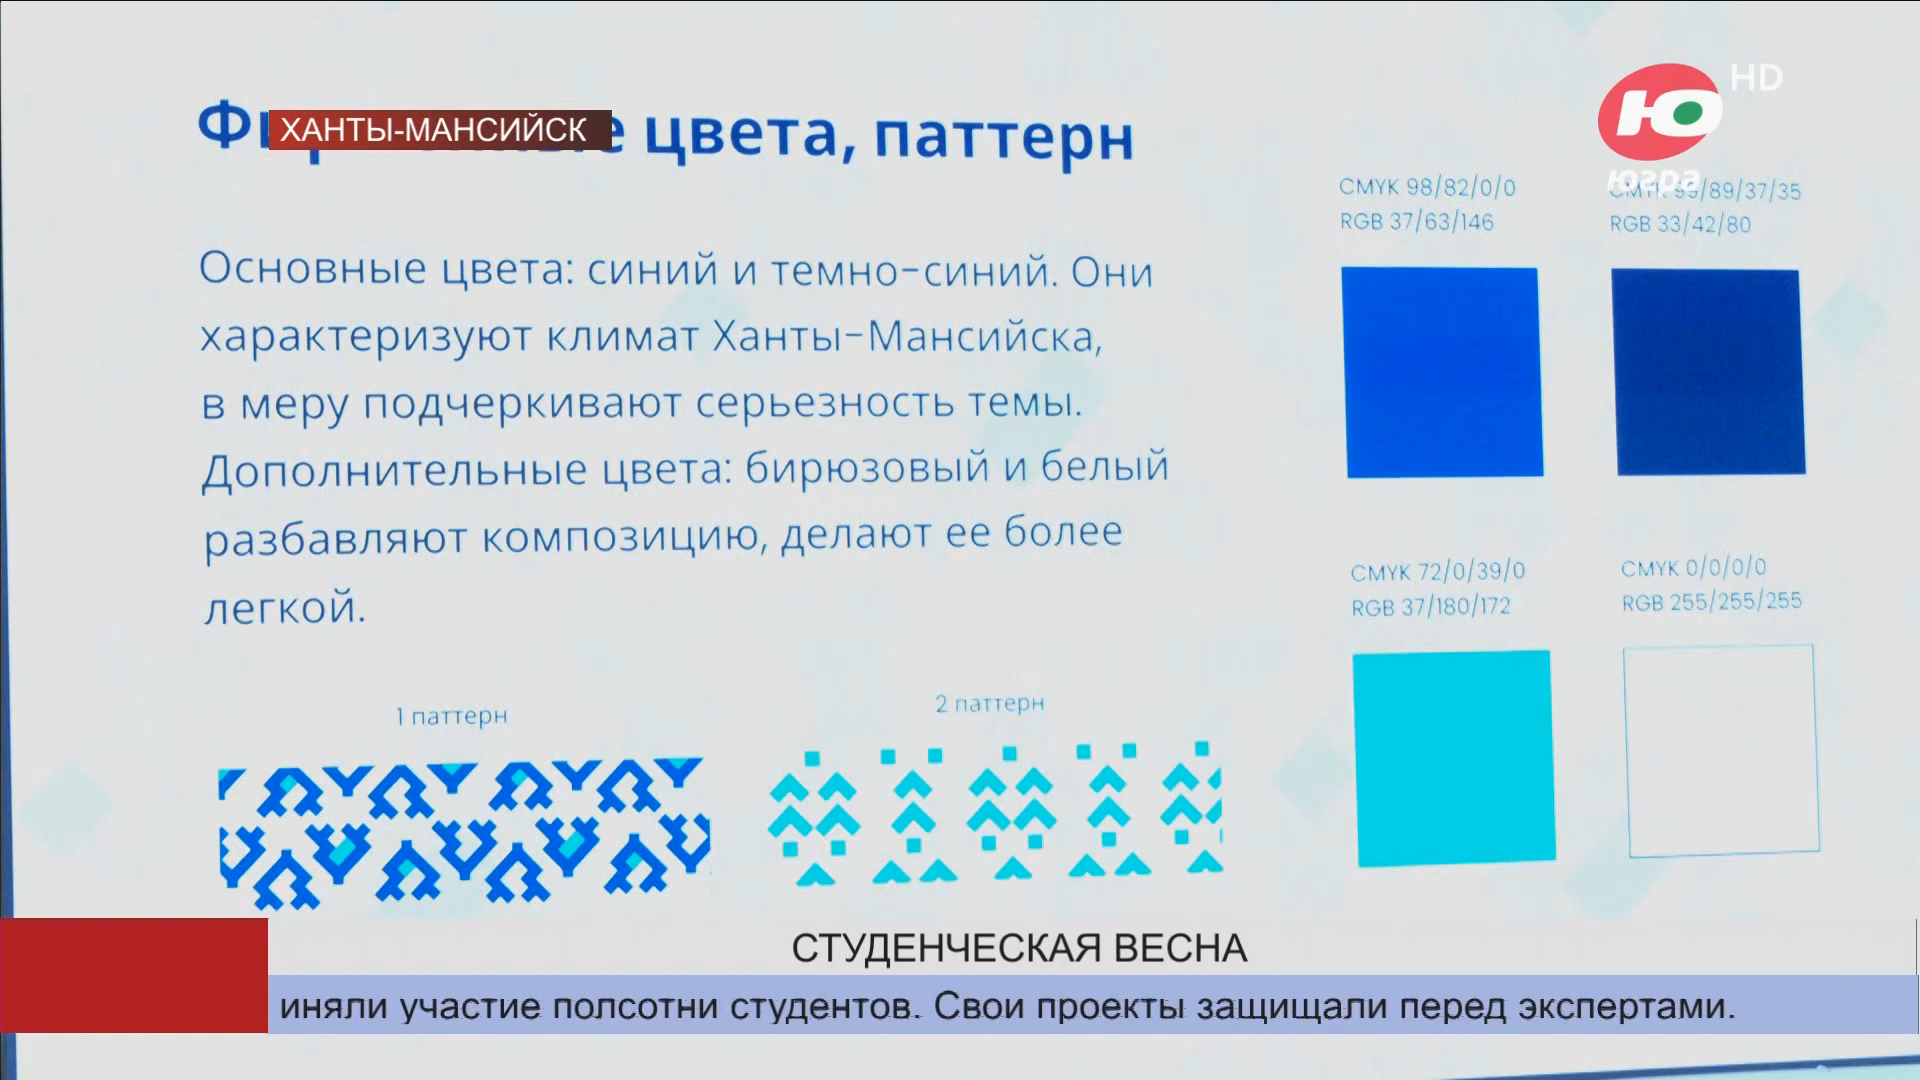 HD
ХАНТЫ-МАНСИЙСК
цвета, паттерн
югра
CMYK 98/82/0/0
RGB 37/63/146
/89/37/35
RGB 33/42/80
Основные цвета: синий и темно-синий. Они
характеризуют климат Ханты-Мансийска,
в меру подчеркивают серьезность темы.
Дополнительные цвета: бирюзовый и белый
разбавляют композицию, делают ее более
легкой.
CMYK 72/0/39/0
RGB 37/180/172
CMYK 0/0/0/0
RGB 255/255/255
1 паттерн
2 паттерн
СТУДЕНЧЕСКАЯ ВЕСНА
иняли участие полсотни студентов. Свои проекты защищали перед экспертами.